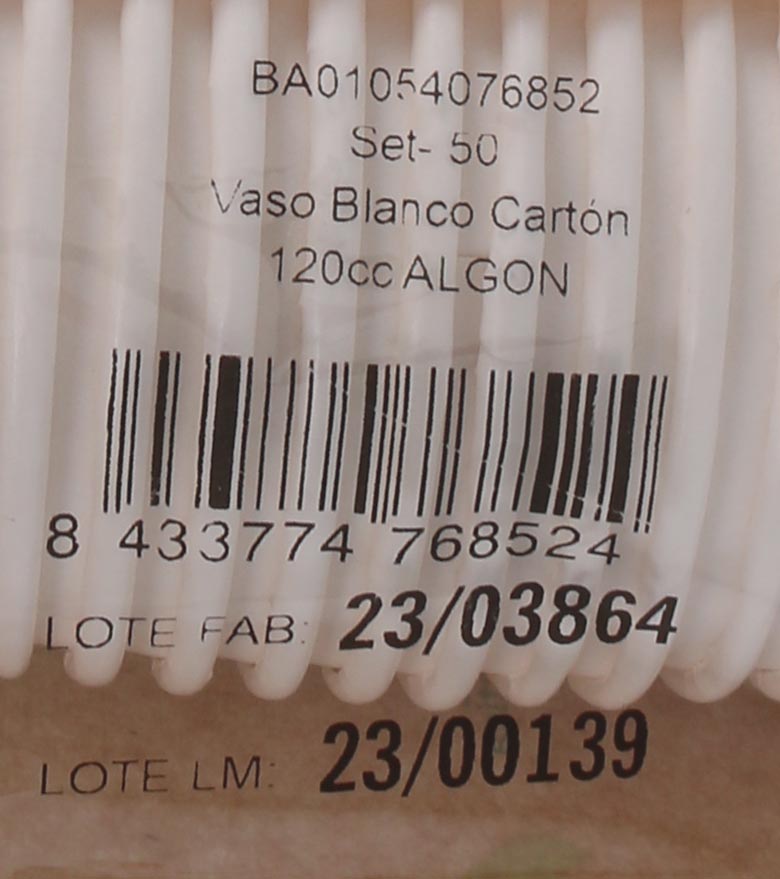 BA01054076852
Set- 50
Vaso Blanco Cartón
120cc ALGON
8 433774 768524
LOTE FAB: 23/03864
LOTE LM: 23/00139